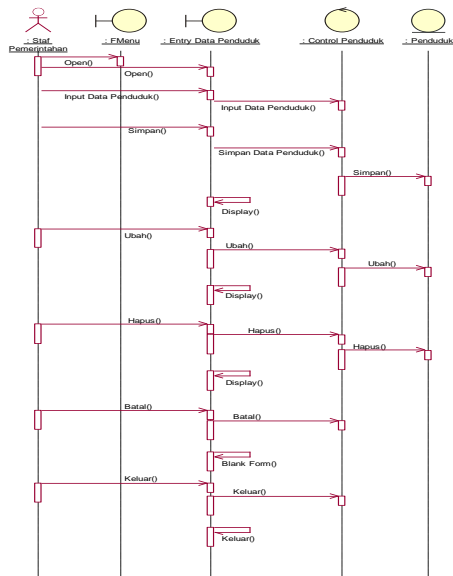 : Staf
Pemerintahan
: FMenu
: Entry Data Penduduk
: Control Penduduk
: Penduduk
Open()
Open()
Input Data Penduduk()
Input Data Penduduk()
Simpan()
Simpan Data Penduduk()
Simpan()
Display()
Ubah()
Ubah()
Ubah()
Display()
Hapus()
Hapus()
Hapus()
Display()
Batal()
Batal()
Blank Form()
Keluar()
Keluar()
Keluar()